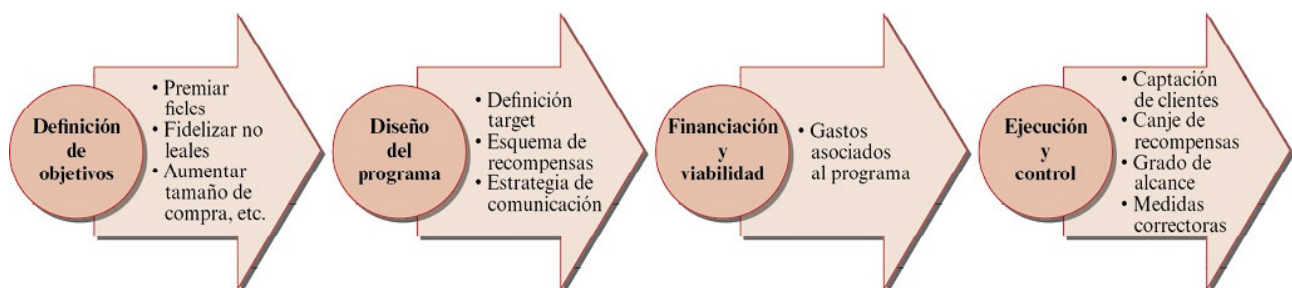 Definición
de
objetivos
• Premiar
fieles
• Fidelizar no
leales
• Aumentar
tamaño de
compra, etc.
Diseño
del
programa
• Definición
target
• Esquema de
recompensas
• Estrategia de
comunicación
Financiación
y
viabilidad
• Gastos
asociados
al programa
Ejecución
y
control
• Captación
de clientes
• Canje de
recompensas
• Grado de
alcance
• Medidas
correctoras